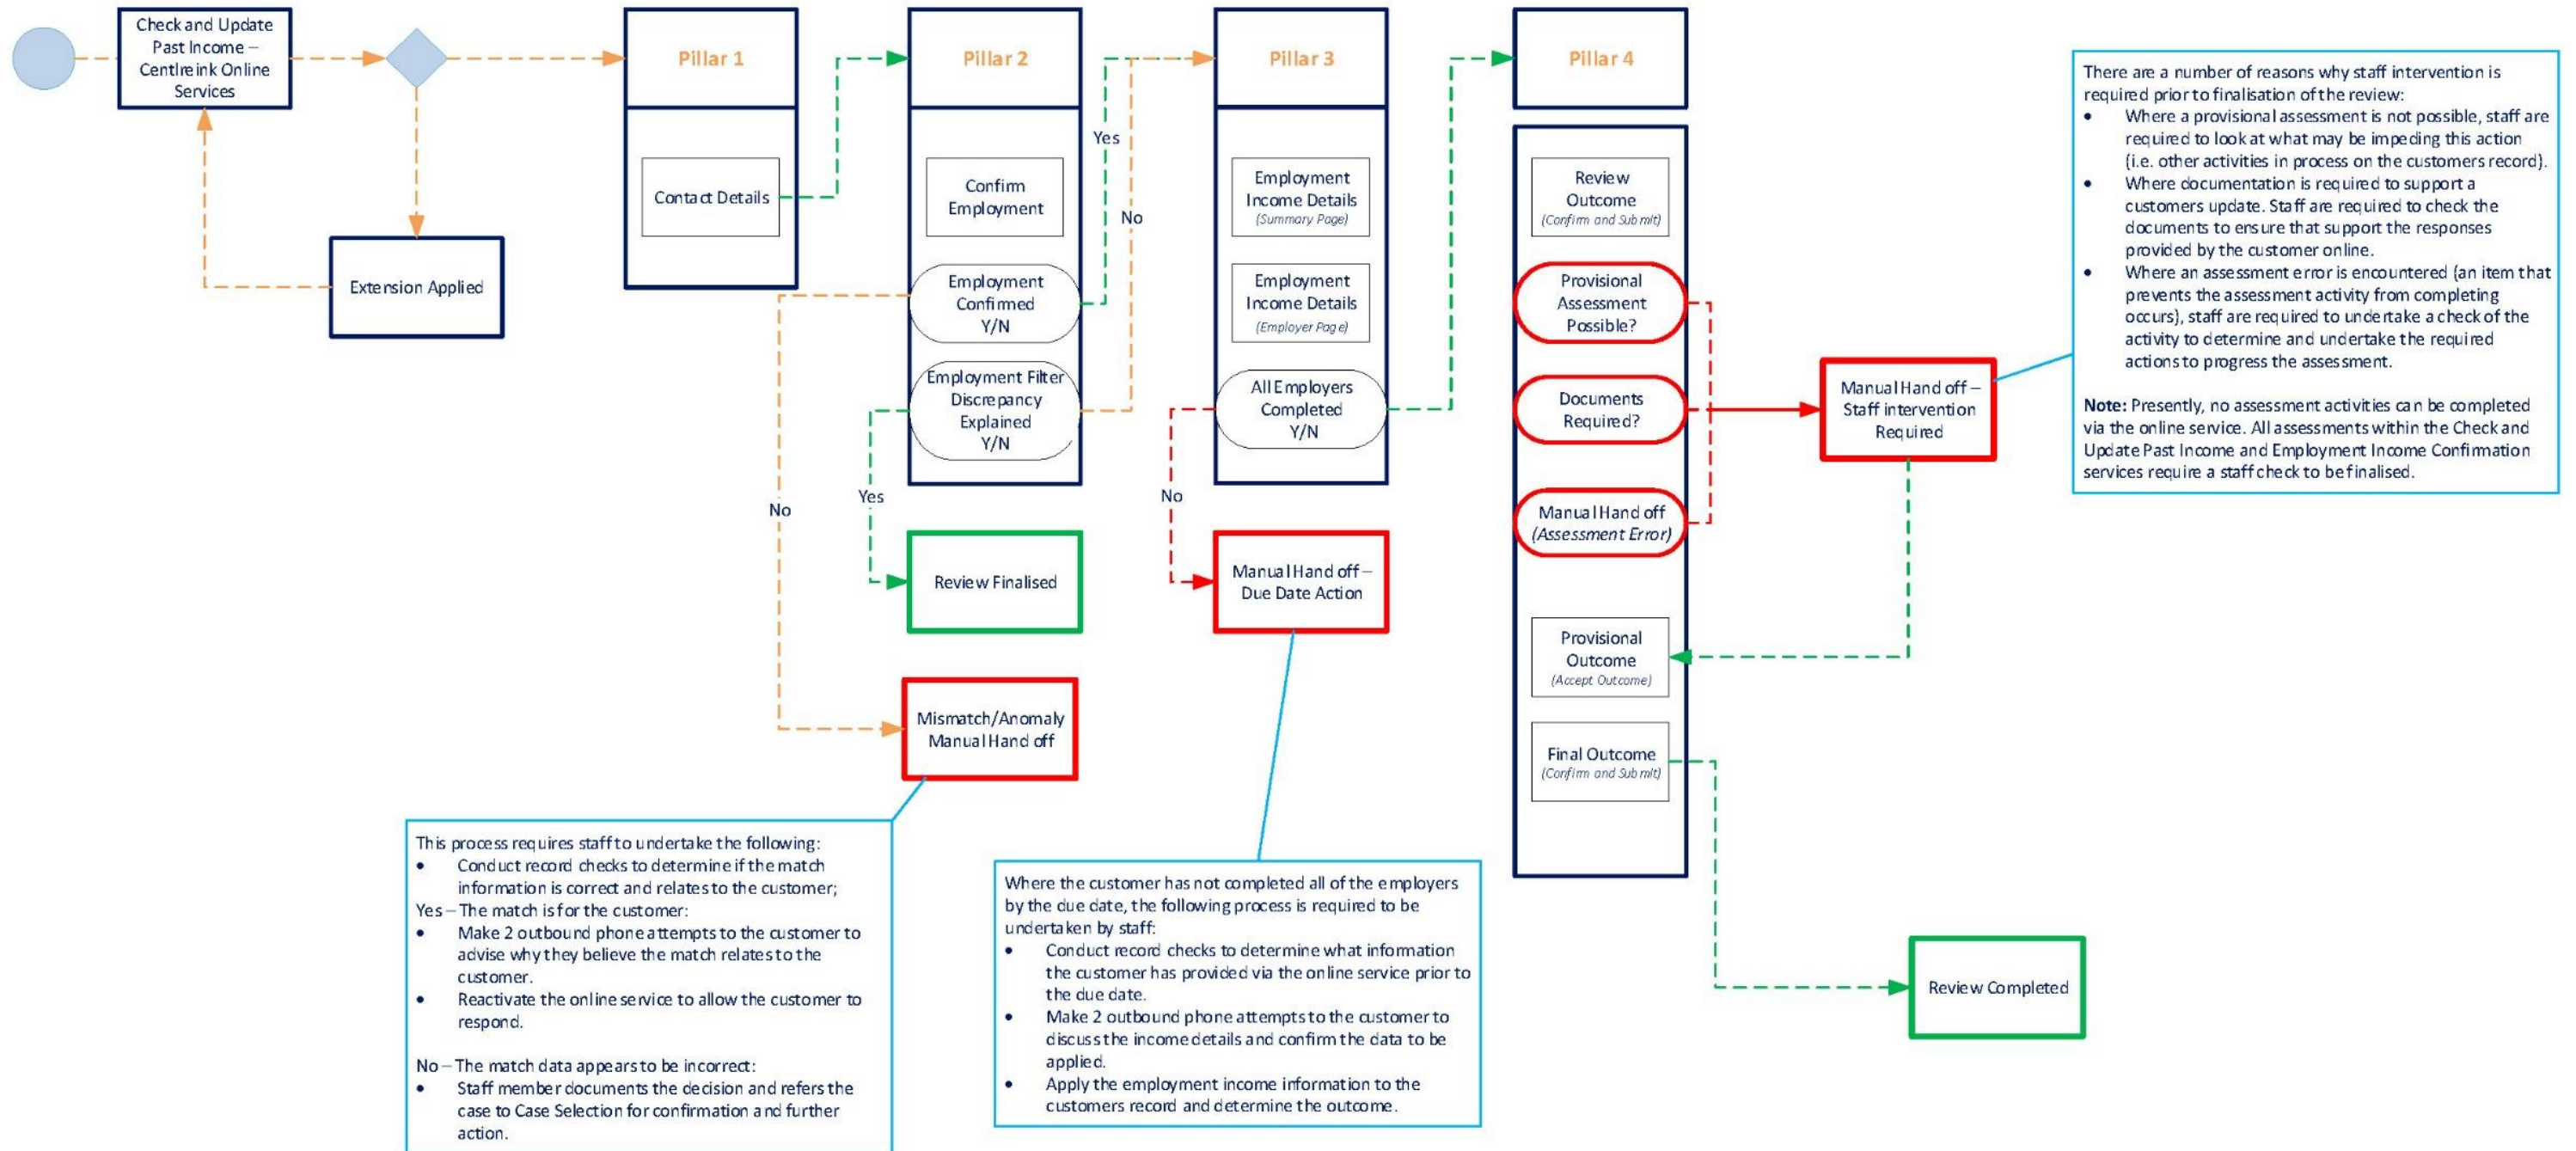 Check and Update
Past Income –
Centlreink Online
Services
Extension Applied
Pillar 1
Contact Details
Pillar 2
Confirm
Employment
Employment
Confirmed
Y/N
Employment Filter
Discrepancy
Explained
Y/N
Yes
No
Yes
No
Review Finalised
Mismatch/Anomaly
Manual Hand off
This process requires staff to undertake the following:
• Conduct record checks to determine if the match
information is correct and relates to the customer;
Yes – The match is for the customer:
• Make 2 outbound phone attempts to the customer to
advise why they believe the match relates to the
customer.
• Reactivate the online service to allow the customer to
respond.
No – The match data appears to be incorrect:
• Staff member documents the decision and refers the
case to Case Selection for confirmation and further
action.
Pillar 3
Employment
Income Details
(Summary Page)
Employment
Income Details
(Employer Page)
All Employers
Completed
Y/N
No
Manual Hand off –
Due Date Action
Where the customer has not completed all of the employers
by the due date, the following process is required to be
undertaken by staff:
• Conduct record checks to determine what information
the customer has provided via the online service prior to
the due date.
• Make 2 outbound phone attempts to the customer to
discuss the income details and confirm the data to be
applied.
• Apply the employment income information to the
customers record and determine the outcome.
Pillar 4
Review
Outcome
(Confirm and Submit)
Provisional
Assessment
Possible?
Documents
Required?
Manual Hand off
(Assessment Error)
Provisional
Outcome
(Accept Outcome)
Final Outcome
(Confirm and Submit)
Manual Hand off –
Staff intervention
Required
There are a number of reasons why staff intervention is
required prior to finalisation of the review:
• Where a provisional assessment is not possible, staff are
required to look at what may be impeding this action
(i.e. other activities in process on the customers record).
• Where documentation is required to support a
customers update. Staff are required to check the
documents to ensure that support the responses
provided by the customer online.
• Where an assessment error is encountered (an item that
prevents the assessment activity from completing
occurs), staff are required to undertake a check of the
activity to determine and undertake the required
actions to progress the assessment.
Note: Presently, no assessment activities can be completed
via the online service. All assessments within the Check and
Update Past Income and Employment Income Confirmation
services require a staff check to be finalised.
Review Completed